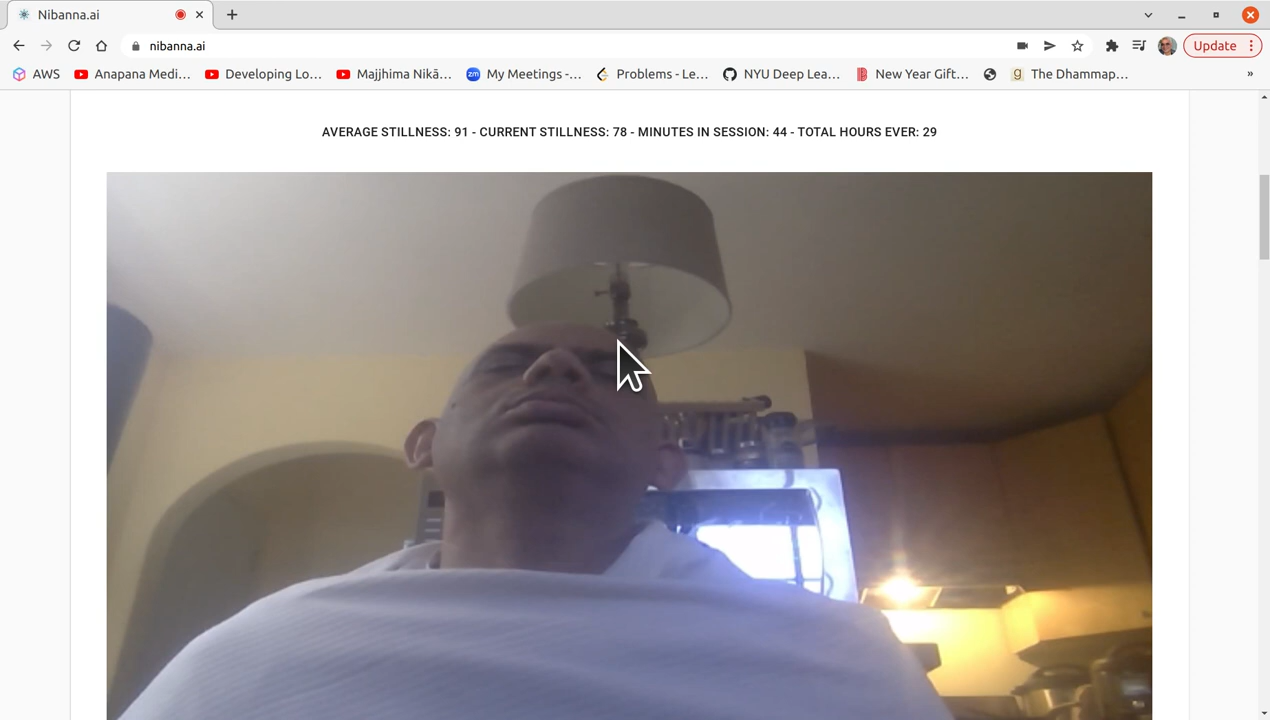 Nibanna.ai
nibanna.ai
Update
AWS Anapana Medi... Developing Lo... Majjhima Nikā... zm My Meetings -... Problems - Le... NYU Deep Lea... New Year Gift... g The Dhammap... »
AVERAGE STILLNESS: 91 - CURRENT STILLNESS: 78 - MINUTES IN SESSION: 44 - TOTAL HOURS EVER: 29